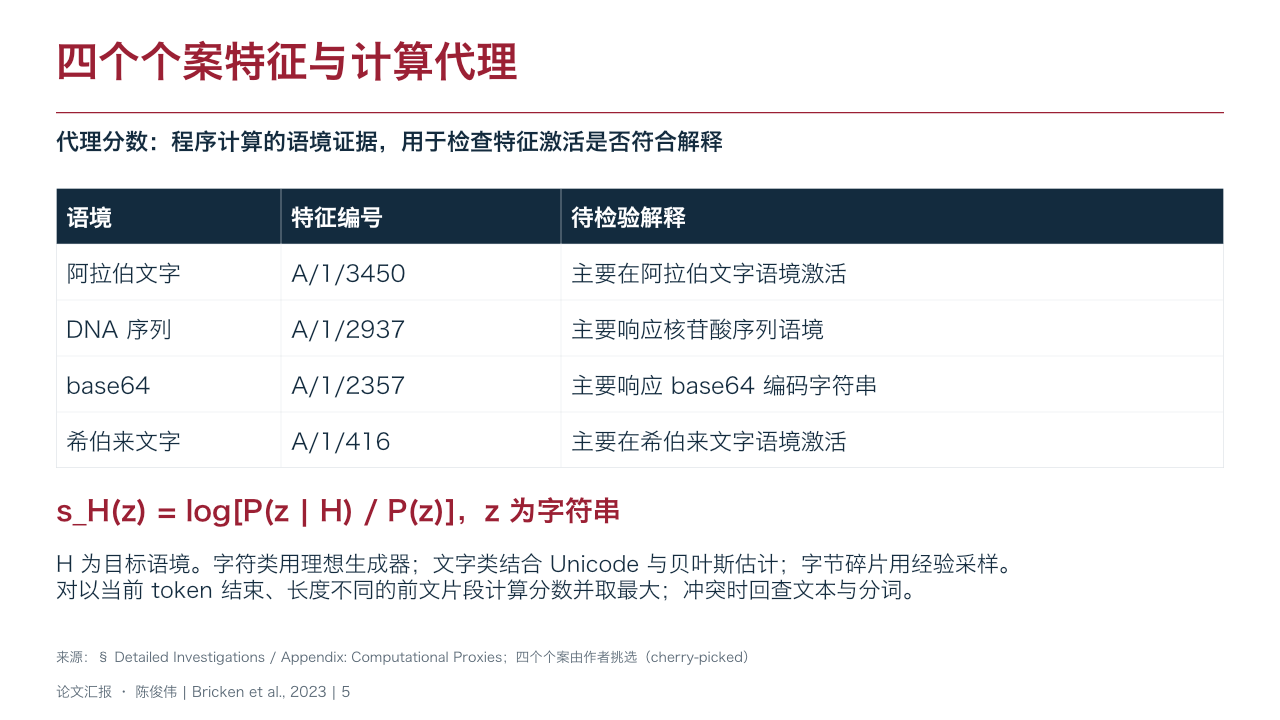 四个个案特征与计算代理
代理分数：程序计算的语境证据，用于检查特征激活是否符合解释
语境 特征编号 待检验解释
阿拉伯文字 A/1/3450 主要在阿拉伯文字语境激活
DNA 序列 A/1/2937 主要响应核苷酸序列语境
base64 A/1/2357 主要响应 base64 编码字符串
希伯来文字 A/1/416 主要在希伯来文字语境激活
s_H(z) = log[P(z | H) / P(z)]，z 为字符串
H 为目标语境。字符类用理想生成器；文字类结合 Unicode 与贝叶斯估计；字节碎片用经验采样。
对以当前 token 结束、长度不同的前文片段计算分数并取最大；冲突时回查文本与分词。
来源：§ Detailed Investigations / Appendix: Computational Proxies；四个个案由作者挑选（cherry-picked）
论文汇报 · 陈俊伟 | Bricken et al., 2023 | 5